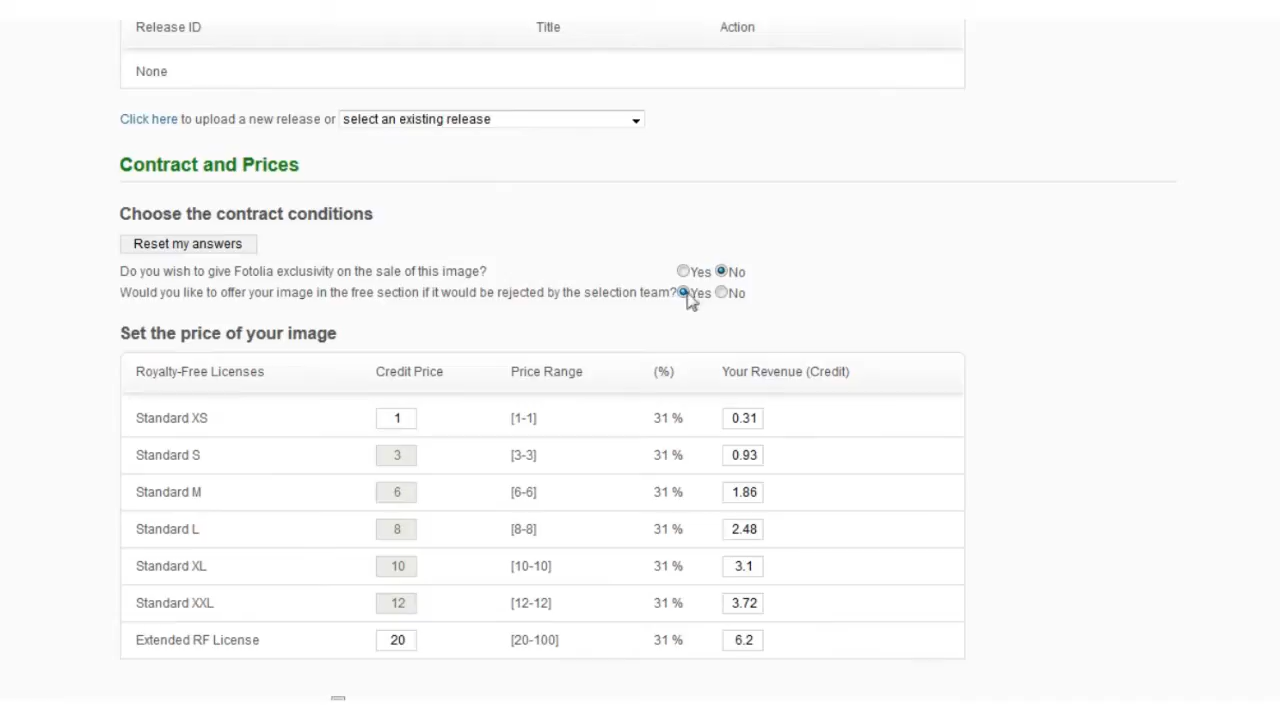 Release ID Title Action
None
Click here to upload a new release or select an existing release
Contract and Prices
Choose the contract conditions
Reset my answers
Do you wish to give Fotolia exclusivity on the sale of this image? Yes No
Would you like to offer your image in the free section if it would be rejected by the selection team? Yes No
Set the price of your image
Royalty-Free Licenses Credit Price Price Range (%) Your Revenue (Credit)
Standard XS 1 [1-1] 31 % 0.31
Standard S 3 [3-3] 31 % 0.93
Standard M 6 [6-6] 31 % 1.86
Standard L 8 [8-8] 31 % 2.48
Standard XL 10 [10-10] 31 % 3.1
Standard XXL 12 [12-12] 31 % 3.72
Extended RF License 20 [20-100] 31 % 6.2